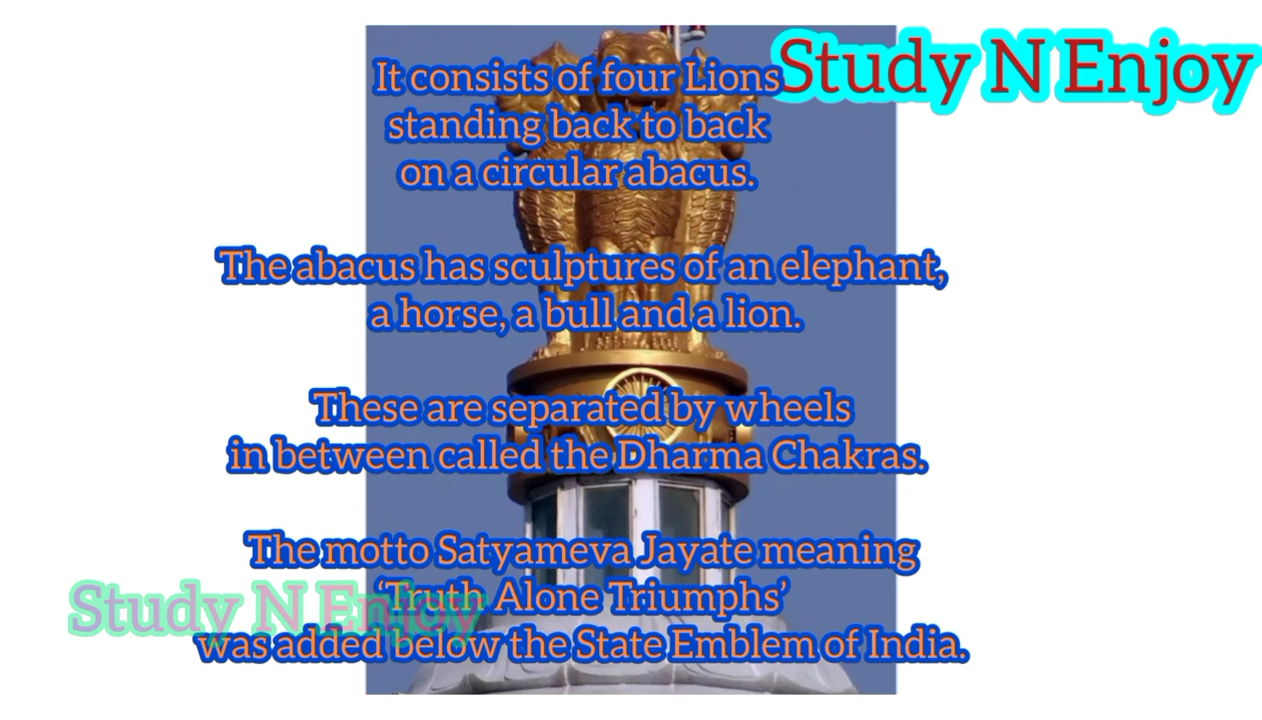 Study N Enjoy
It consists of four Lions
standing back to back
on a circular abacus.
The abacus has sculptures of an elephant,
a horse, a bull and a lion.
These are separated by wheels
in between called the Dharma Chakras.
The motto Satyameva Jayate meaning
‘Truth Alone Triumphs’
Study N Enjoy
was added below the State Emblem of India.